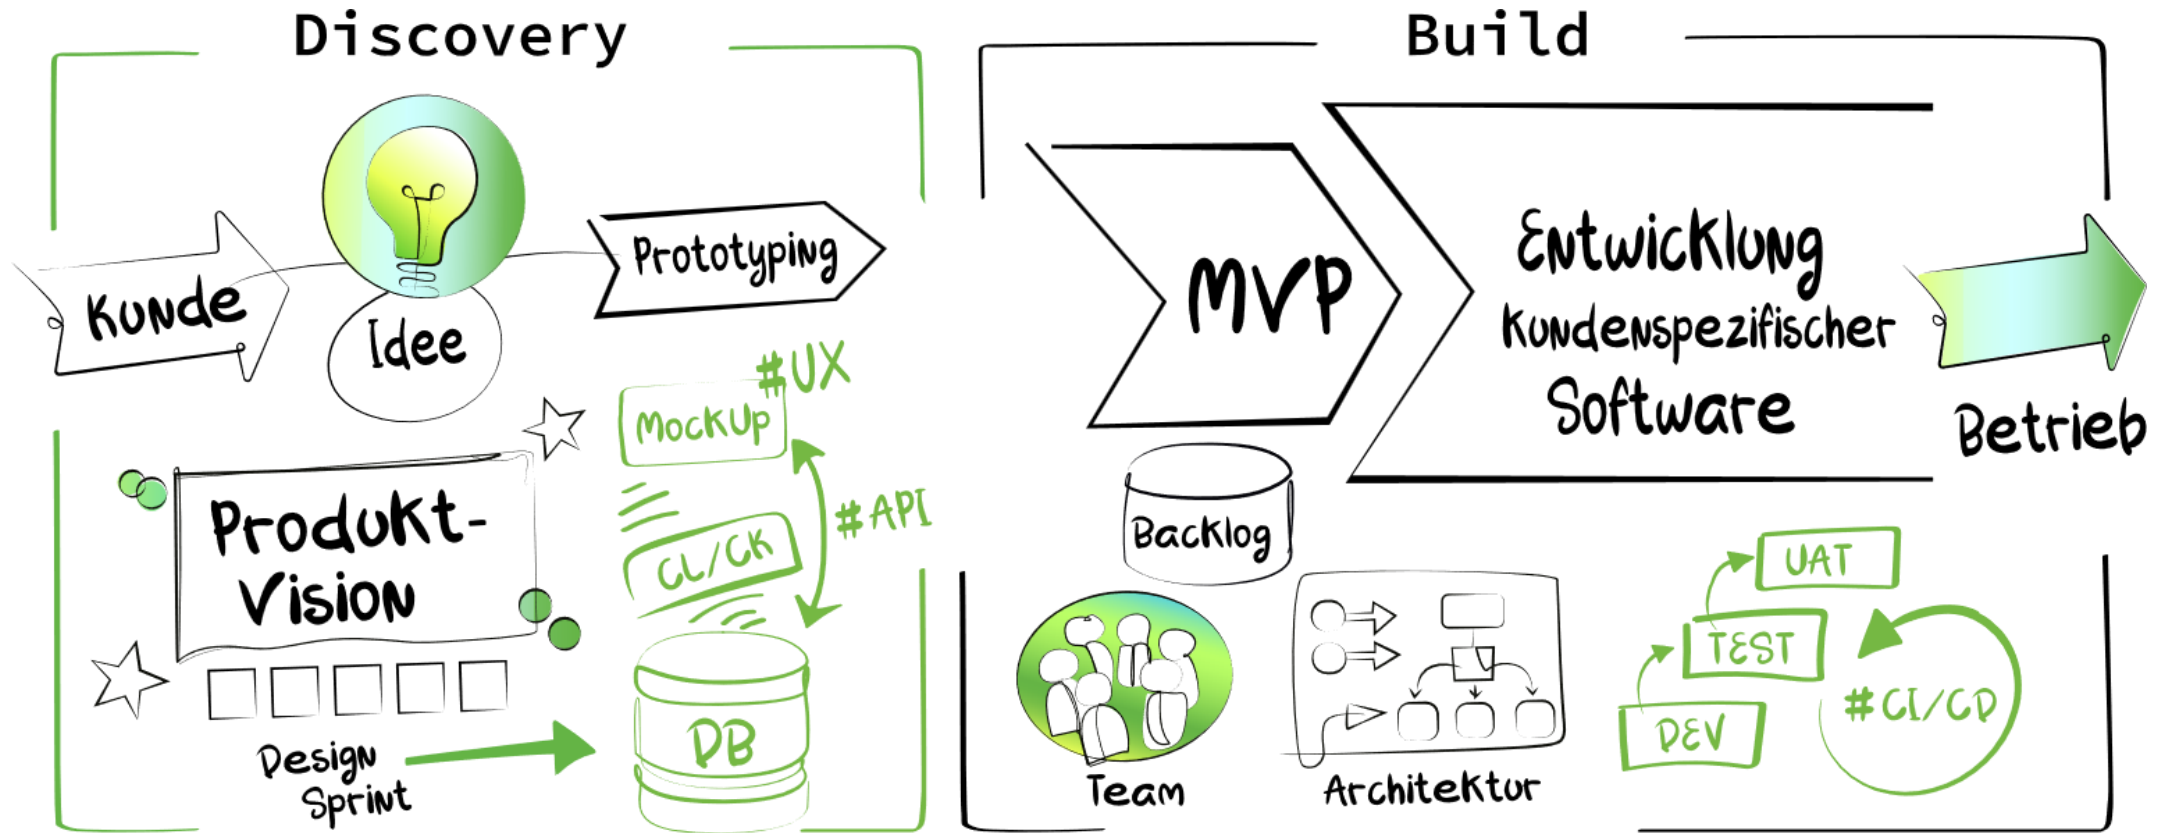 Discovery
Kunde
Idee
Prototyping
Produkt-
Vision
Design
Sprint
#UX
MockUp
#API
CL/CK
DB
Build
MVP
Entwicklung
Kundenspezifischer
Software
Betrieb
Backlog
Team
Architektur
UAT
TEST
DEV
#CI/CD